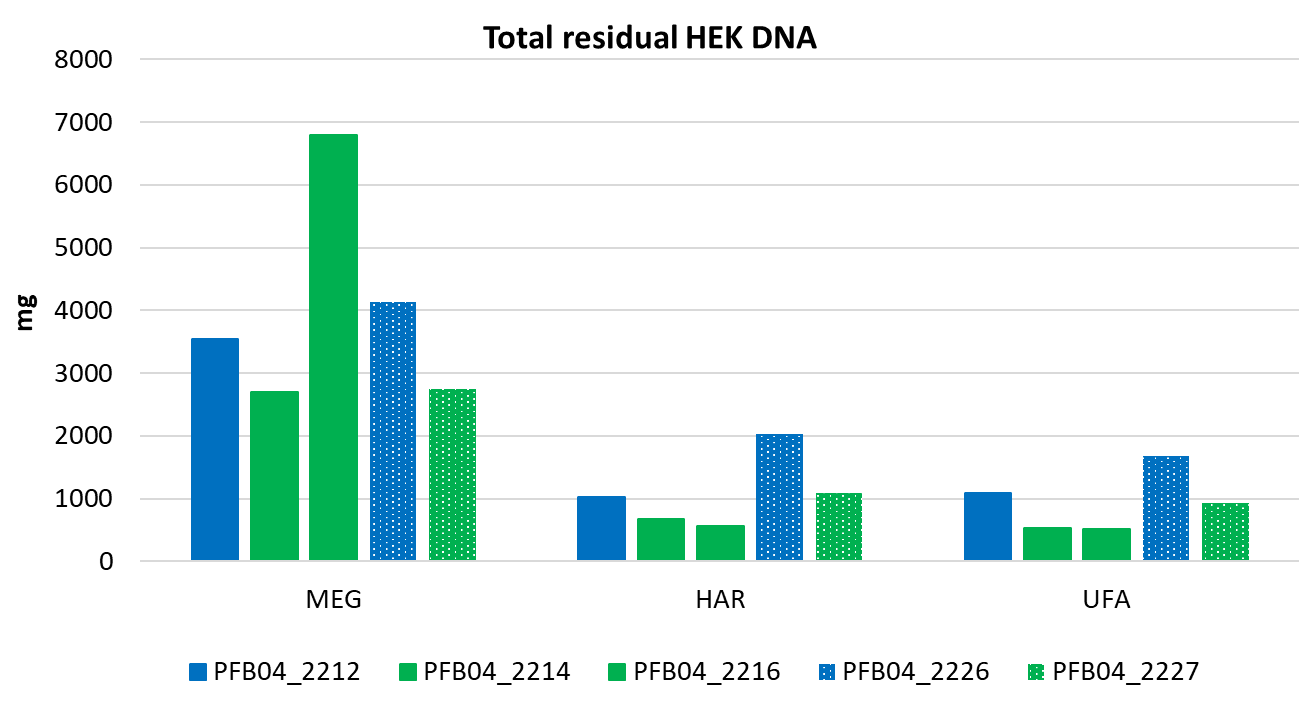 Total residual HEK DNA
8000
7000
6000
5000
4000
3000
2000
1000
0
mg
MEG HAR UFA
PFB04_2212 PFB04_2214 PFB04_2216 PFB04_2226 PFB04_2227